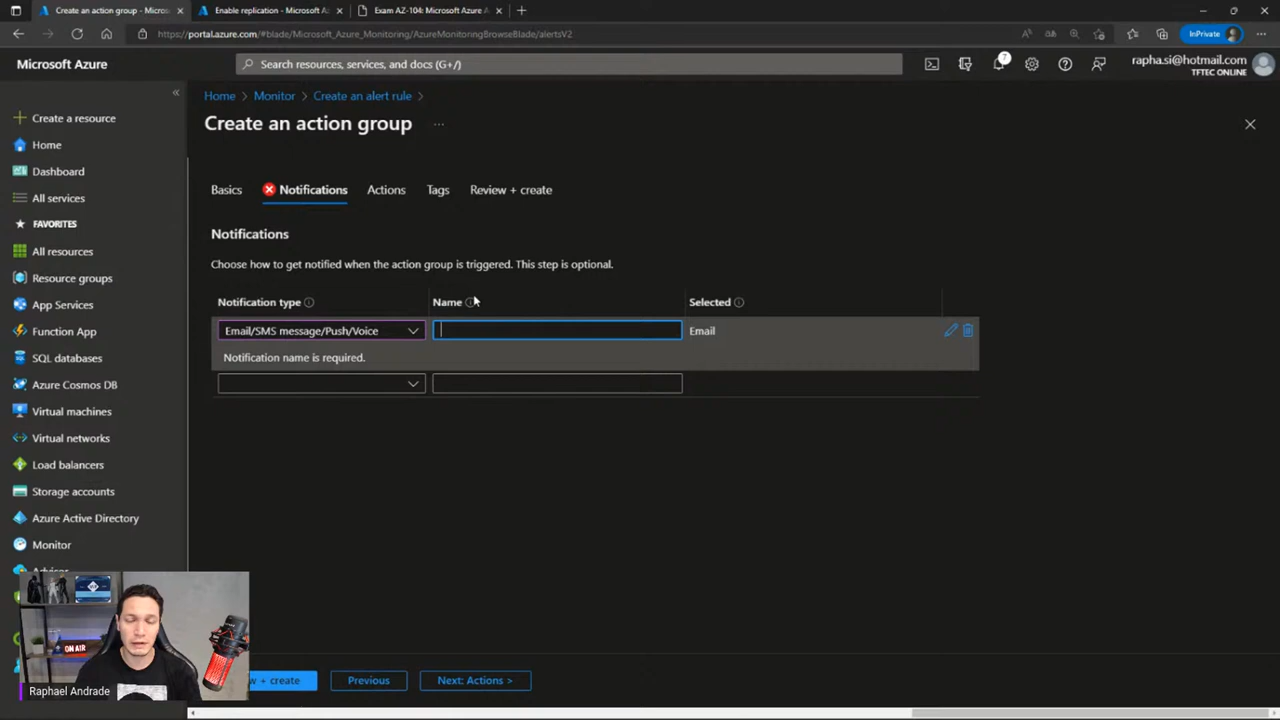 Create an action group - Micros
Enable replication - Microsoft A
Exam AZ-104: Microsoft Azure A
https://portal.azure.com/#blade/Microsoft_Azure_Monitoring/AzureMonitoringBrowseBlade/alertsV2
InPrivate
Microsoft Azure
Search resources, services, and docs (G+/)
7
rapha.si@hotmail.com
TFTEC ONLINE
Create a resource
Home
Dashboard
All services
FAVORITES
All resources
Resource groups
App Services
Function App
SQL databases
Azure Cosmos DB
Virtual machines
Virtual networks
Load balancers
Storage accounts
Azure Active Directory
Monitor
Home > Monitor > Create an alert rule >
Create an action group ...
Basics Notifications Actions Tags Review + create
Notifications
Choose how to get notified when the action group is triggered. This step is optional.
Notification type Name Selected
Email/SMS message/Push/Voice Email
Notification name is required.
+ create Previous Next: Actions >
ON AIR
Raphael Andrade